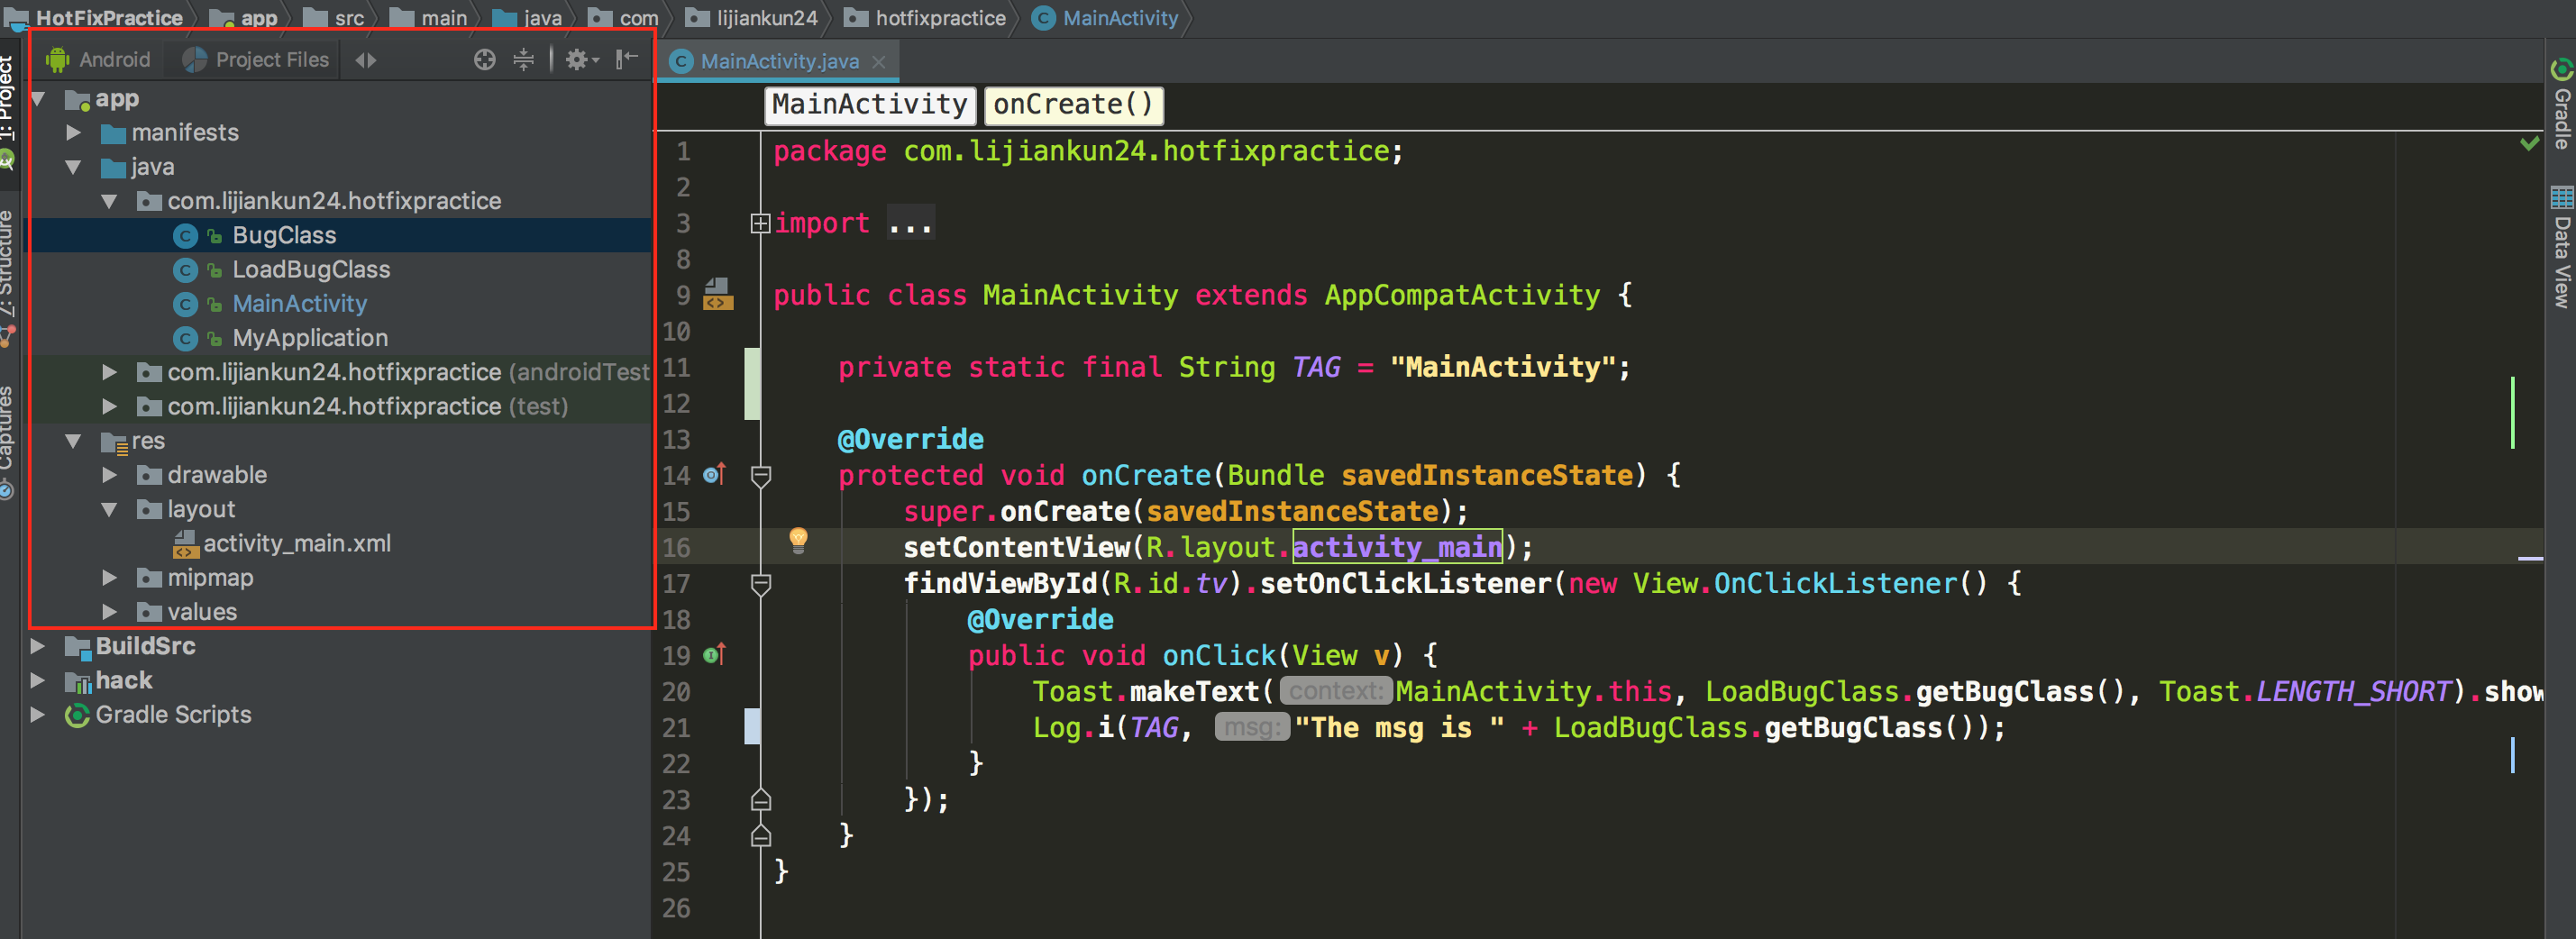 HotFixPractice app src main java com lijiankun24 hotfixpractice MainActivity
1: Project
7: Structure
Captures
Android Project Files
app
manifests
java
com.lijiankun24.hotfixpractice
BugClass
LoadBugClass
MainActivity
MyApplication
com.lijiankun24.hotfixpractice (androidTest
com.lijiankun24.hotfixpractice (test)
res
drawable
layout
activity_main.xml
mipmap
values
BuildSrc
hack
Gradle Scripts
MainActivity.java
MainActivity onCreate()
1 package com.lijiankun24.hotfixpractice;
2
3 import ...
8
9 public class MainActivity extends AppCompatActivity {
10
11 private static final String TAG = "MainActivity";
12
13 @Override
14 protected void onCreate(Bundle savedInstanceState) {
15 super.onCreate(savedInstanceState);
16 setContentView(R.layout.activity_main);
17 findViewById(R.id.tv).setOnClickListener(new View.OnClickListener() {
18 @Override
19 public void onClick(View v) {
20 Toast.makeText( context: MainActivity.this, LoadBugClass.getBugClass(), Toast.LENGTH_SHORT).show
21 Log.i(TAG, msg: "The msg is " + LoadBugClass.getBugClass());
22 }
23 });
24 }
25 }
26
Gradle
Data View